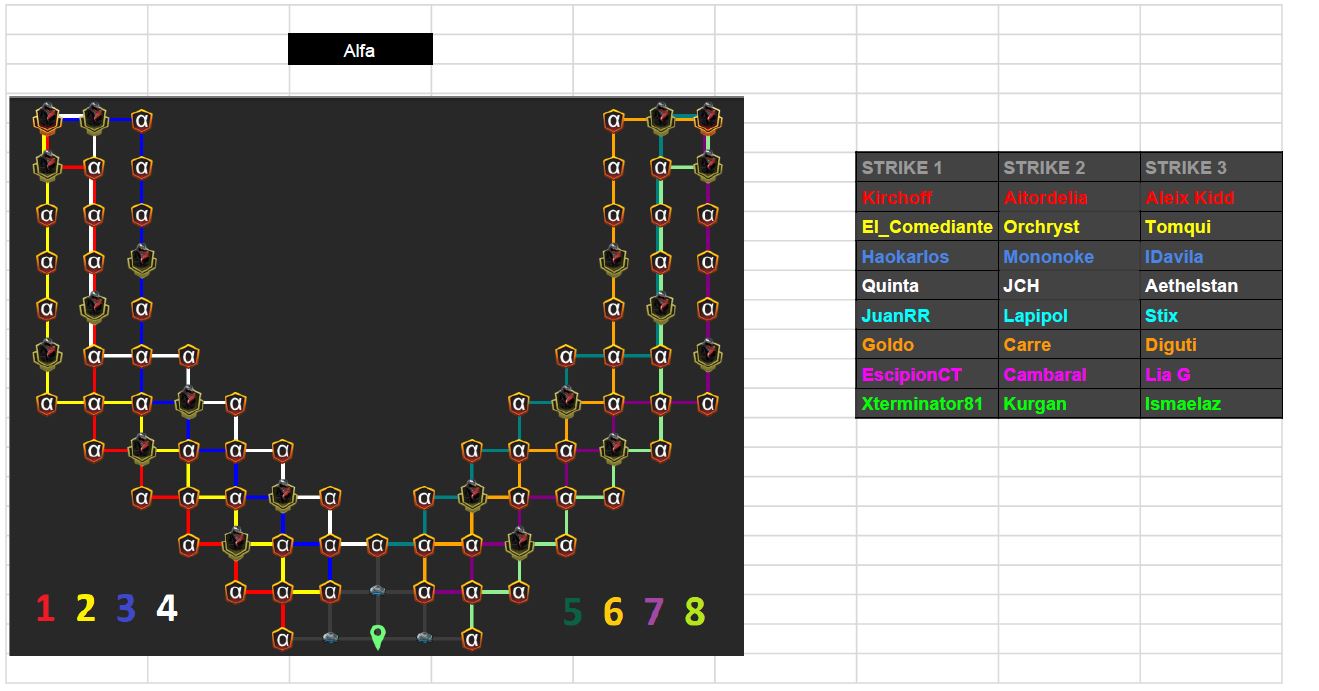 Alfa
α α
α α α α
α α α α α α
α α α α
α α α α
α α α α α α
α α α α α α α α
α α α α α α α α
α α α α α α α α
α α α α α α α
α α α α α α
1 2 3 4 5 6 7 8
α α
STRIKE 1 STRIKE 2 STRIKE 3
Kirchoff Aitordelia Aleix Kidd
El_Comediante Orchryst Tomqui
Haokarlos Mononoke IDavila
Quinta JCH Aethelstan
JuanRR Lapipol Stix
Goldo Carre Diguti
EscipionCT Cambaral Lia G
Xterminator81 Kurgan Ismaelaz